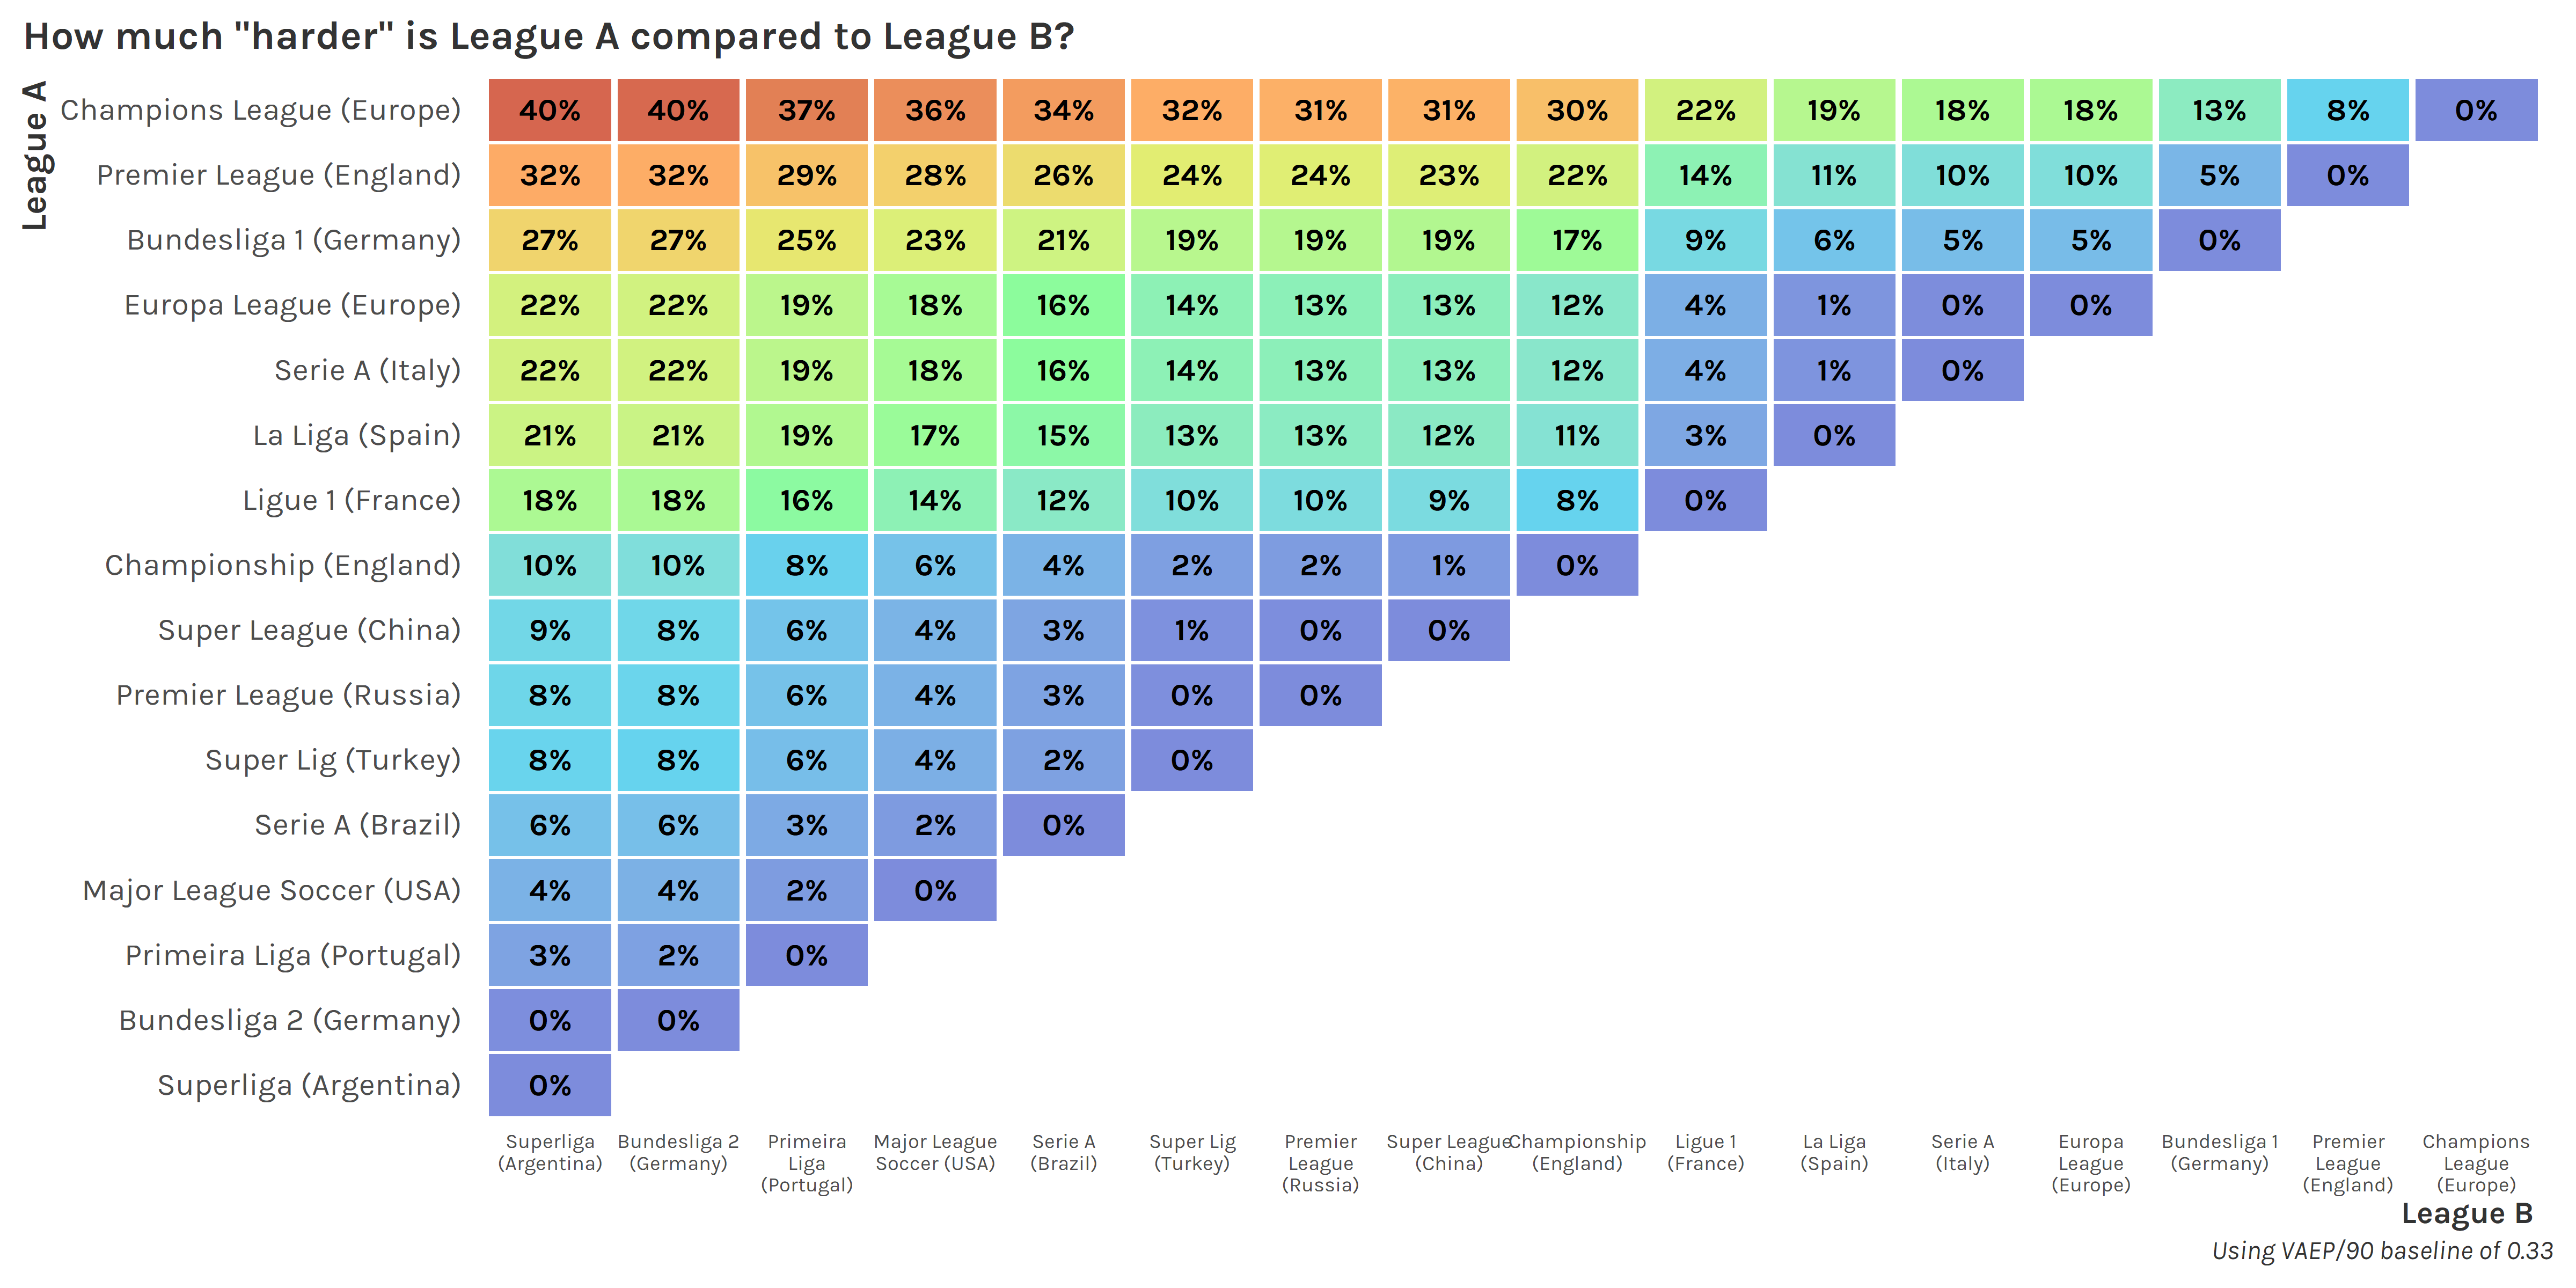 How much "harder" is League A compared to League B?
League A
Champions League (Europe) 40% 40% 37% 36% 34% 32% 31% 31% 30% 22% 19% 18% 18% 13% 8% 0%
Premier League (England) 32% 32% 29% 28% 26% 24% 24% 23% 22% 14% 11% 10% 10% 5% 0%
Bundesliga 1 (Germany) 27% 27% 25% 23% 21% 19% 19% 19% 17% 9% 6% 5% 5% 0%
Europa League (Europe) 22% 22% 19% 18% 16% 14% 13% 13% 12% 4% 1% 0% 0%
Serie A (Italy) 22% 22% 19% 18% 16% 14% 13% 13% 12% 4% 1% 0%
La Liga (Spain) 21% 21% 19% 17% 15% 13% 13% 12% 11% 3% 0%
Ligue 1 (France) 18% 18% 16% 14% 12% 10% 10% 9% 8% 0%
Championship (England) 10% 10% 8% 6% 4% 2% 2% 1% 0%
Super League (China) 9% 8% 6% 4% 3% 1% 0% 0%
Premier League (Russia) 8% 8% 6% 4% 3% 0% 0%
Super Lig (Turkey) 8% 8% 6% 4% 2% 0%
Serie A (Brazil) 6% 6% 3% 2% 0%
Major League Soccer (USA) 4% 4% 2% 0%
Primeira Liga (Portugal) 3% 2% 0%
Bundesliga 2 (Germany) 0% 0%
Superliga (Argentina) 0%
Superliga Bundesliga 2 Primeira Major League Serie A Super Lig Premier Super League Championship Ligue 1 La Liga Serie A Europa Bundesliga 1 Premier Champions
(Argentina) (Germany) Liga Soccer (USA) (Brazil) (Turkey) League (China) (England) (France) (Spain) (Italy) League (Germany) League League
(Portugal) (Russia) (Europe) (England) (Europe)
League B
Using VAEP/90 baseline of 0.33